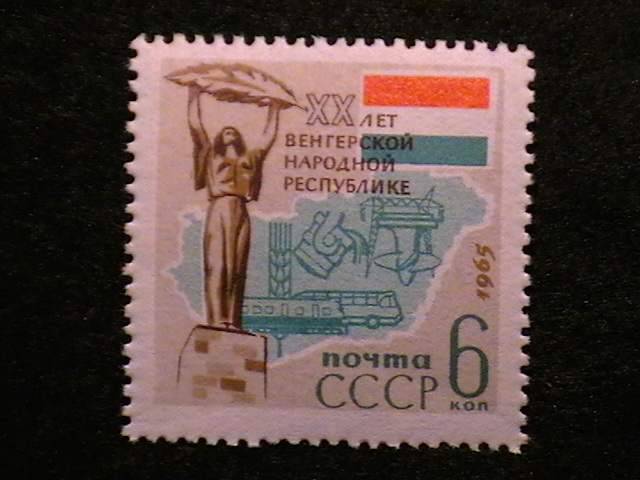 XX ЛЕТ
ВЕНГЕРСКОЙ
НАРОДНОЙ
РЕСПУБЛИКЕ
1965
почта
СССР
6
коп